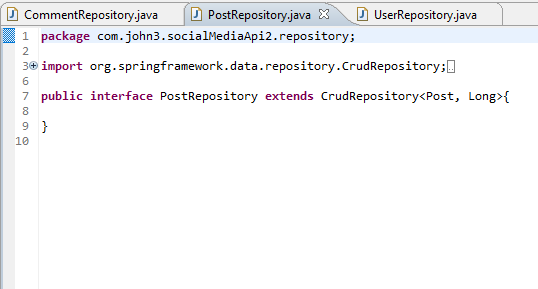 CommentRepository.java PostRepository.java UserRepository.java
1 package com.john3.socialMediaApi2.repository;
2
3 import org.springframework.data.repository.CrudRepository;
6
7 public interface PostRepository extends CrudRepository<Post, Long>{
8
9 }
10